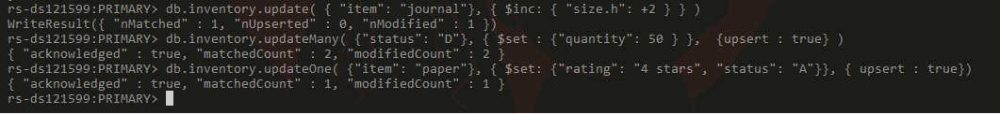 rs-ds121599:PRIMARY> db.inventory.update( { "item": "journal"}, { $inc: { "size.h": +2 } } )
WriteResult({ "nMatched" : 1, "nUpserted" : 0, "nModified" : 1 })
rs-ds121599:PRIMARY> db.inventory.updateMany( {"status": "D"}, { $set : {"quantity": 50 } },  {upsert : true} )
{ "acknowledged" : true, "matchedCount" : 2, "modifiedCount" : 2 }
rs-ds121599:PRIMARY> db.inventory.updateOne( {"item": "paper"}, { $set: {"rating": "4 stars", "status": "A"}}, { upsert : true})
{ "acknowledged" : true, "matchedCount" : 1, "modifiedCount" : 1 }
rs-ds121599:PRIMARY>